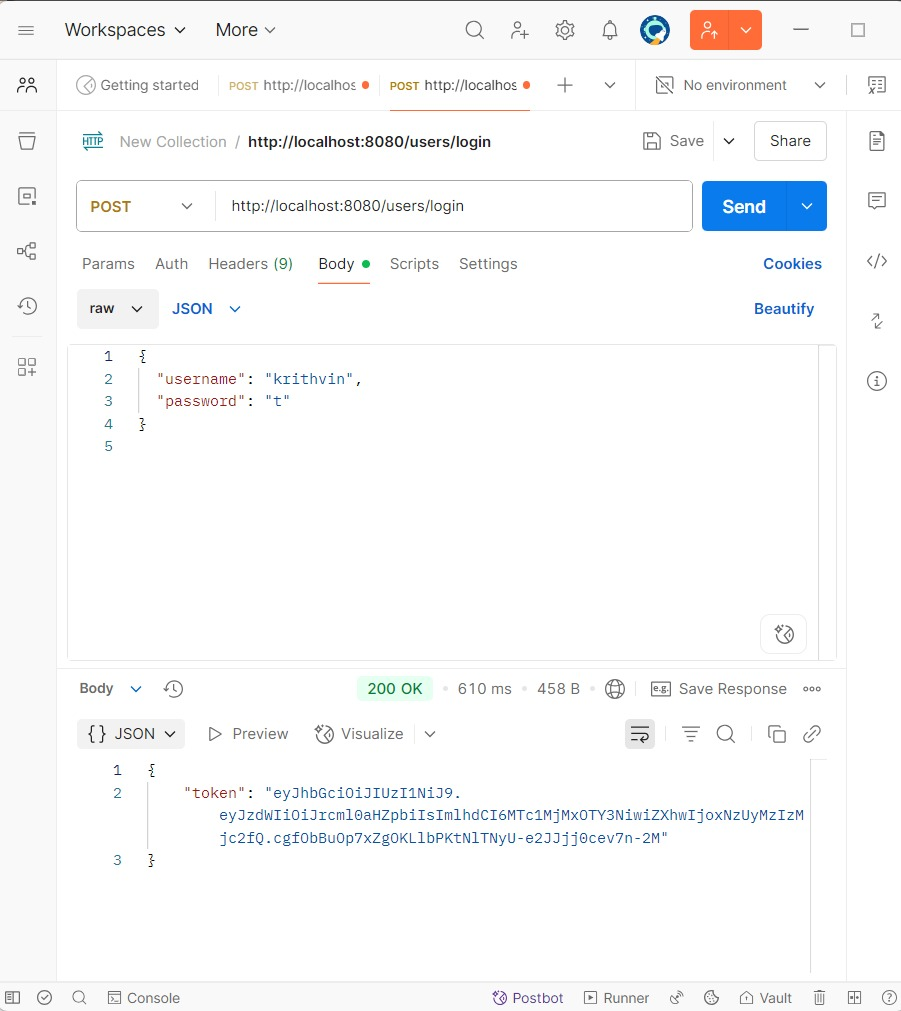 Workspaces More
Getting started POST http://localhos POST http://localhos No environment
HTTP New Collection / http://localhost:8080/users/login Save Share
POST http://localhost:8080/users/login Send
Params Auth Headers (9) Body Scripts Settings Cookies
raw JSON Beautify
1 {
2 "username": "krithvin",
3 "password": "t"
4 }
5
Body 200 OK • 610 ms • 458 B • e.g. Save Response
{} JSON Preview Visualize
1 {
2 "token": "eyJhbGciOiJIUzI1NiJ9.
eyJzdWIiOiJrcml0aHZpbiIsImlhdCI6MTc1MjMxOTY3NiwiZXhwIjoxNzUyMzIzM
jc2fQ.cgfObBuOp7xZgOKLlbPKtNlTNyU-e2JJjj0cev7n-2M"
3 }
Console Postbot Runner Vault